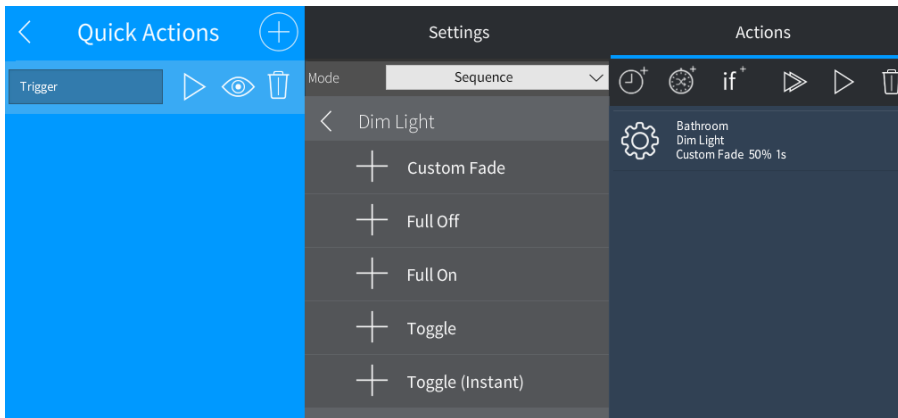 Quick Actions
Trigger
Settings
Mode
Sequence
Dim Light
Custom Fade
Full Off
Full On
Toggle
Toggle (Instant)
Actions
if+
Bathroom
Dim Light
Custom Fade 50% 1s